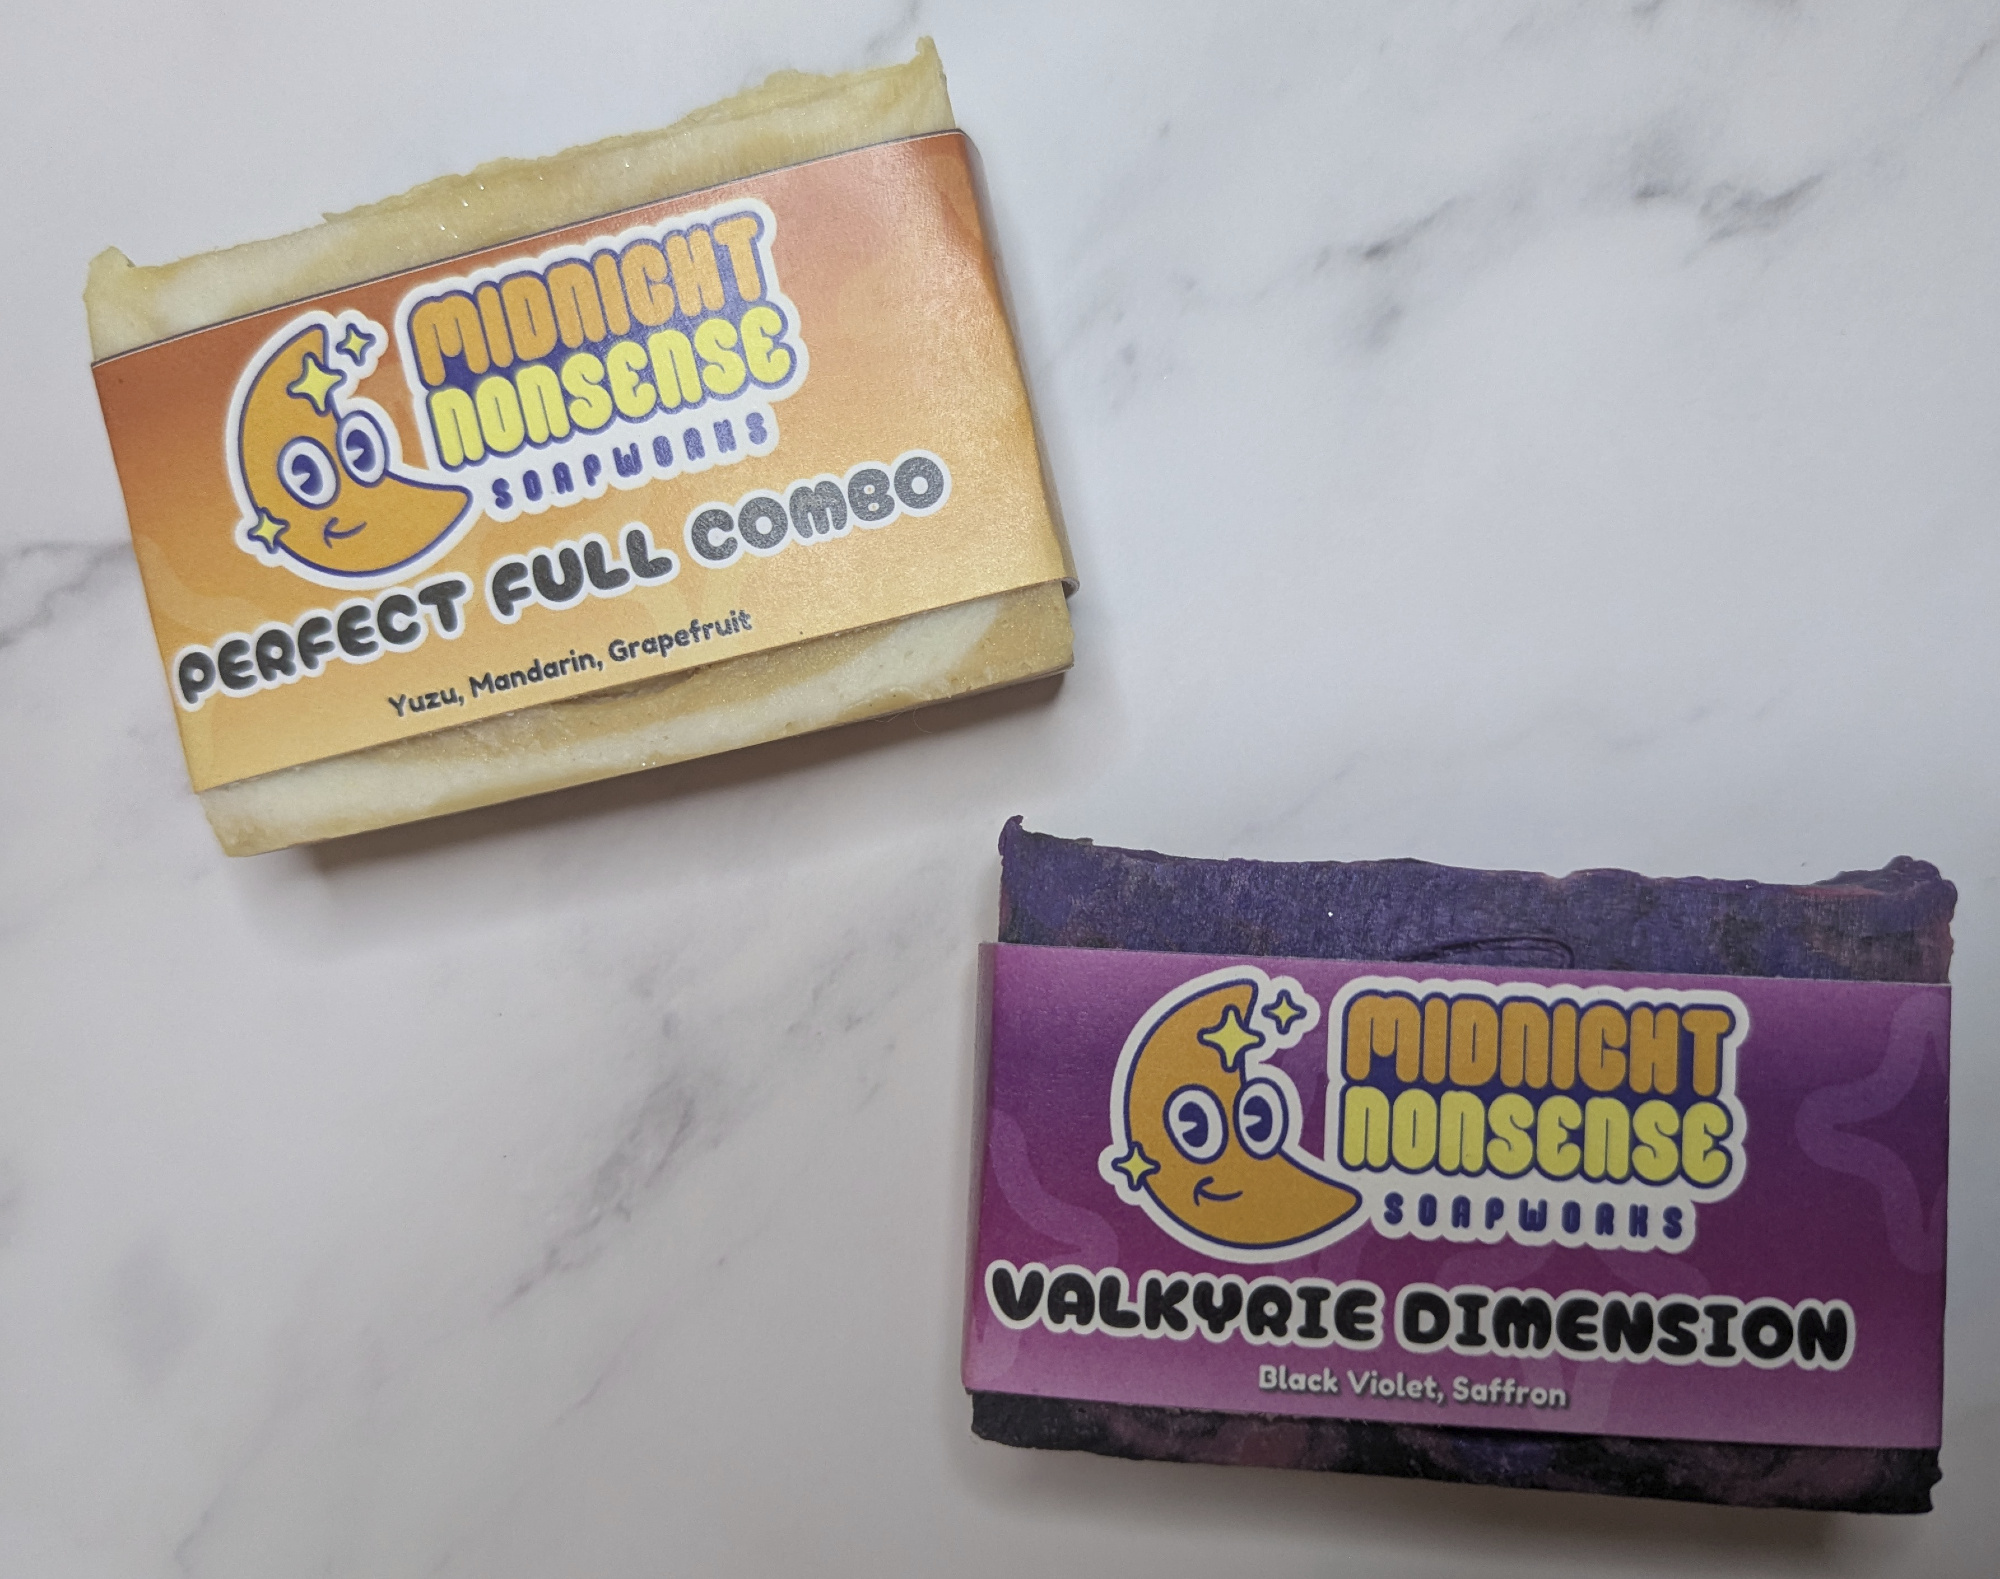 MIDNIGHT
NONSENSE
SOAPWORKS
PERFECT FULL COMBO
Yuzu, Mandarin, Grapefruit
MIDNIGHT
NONSENSE
SOAPWORKS
VALKYRIE DIMENSION
Black Violet, Saffron